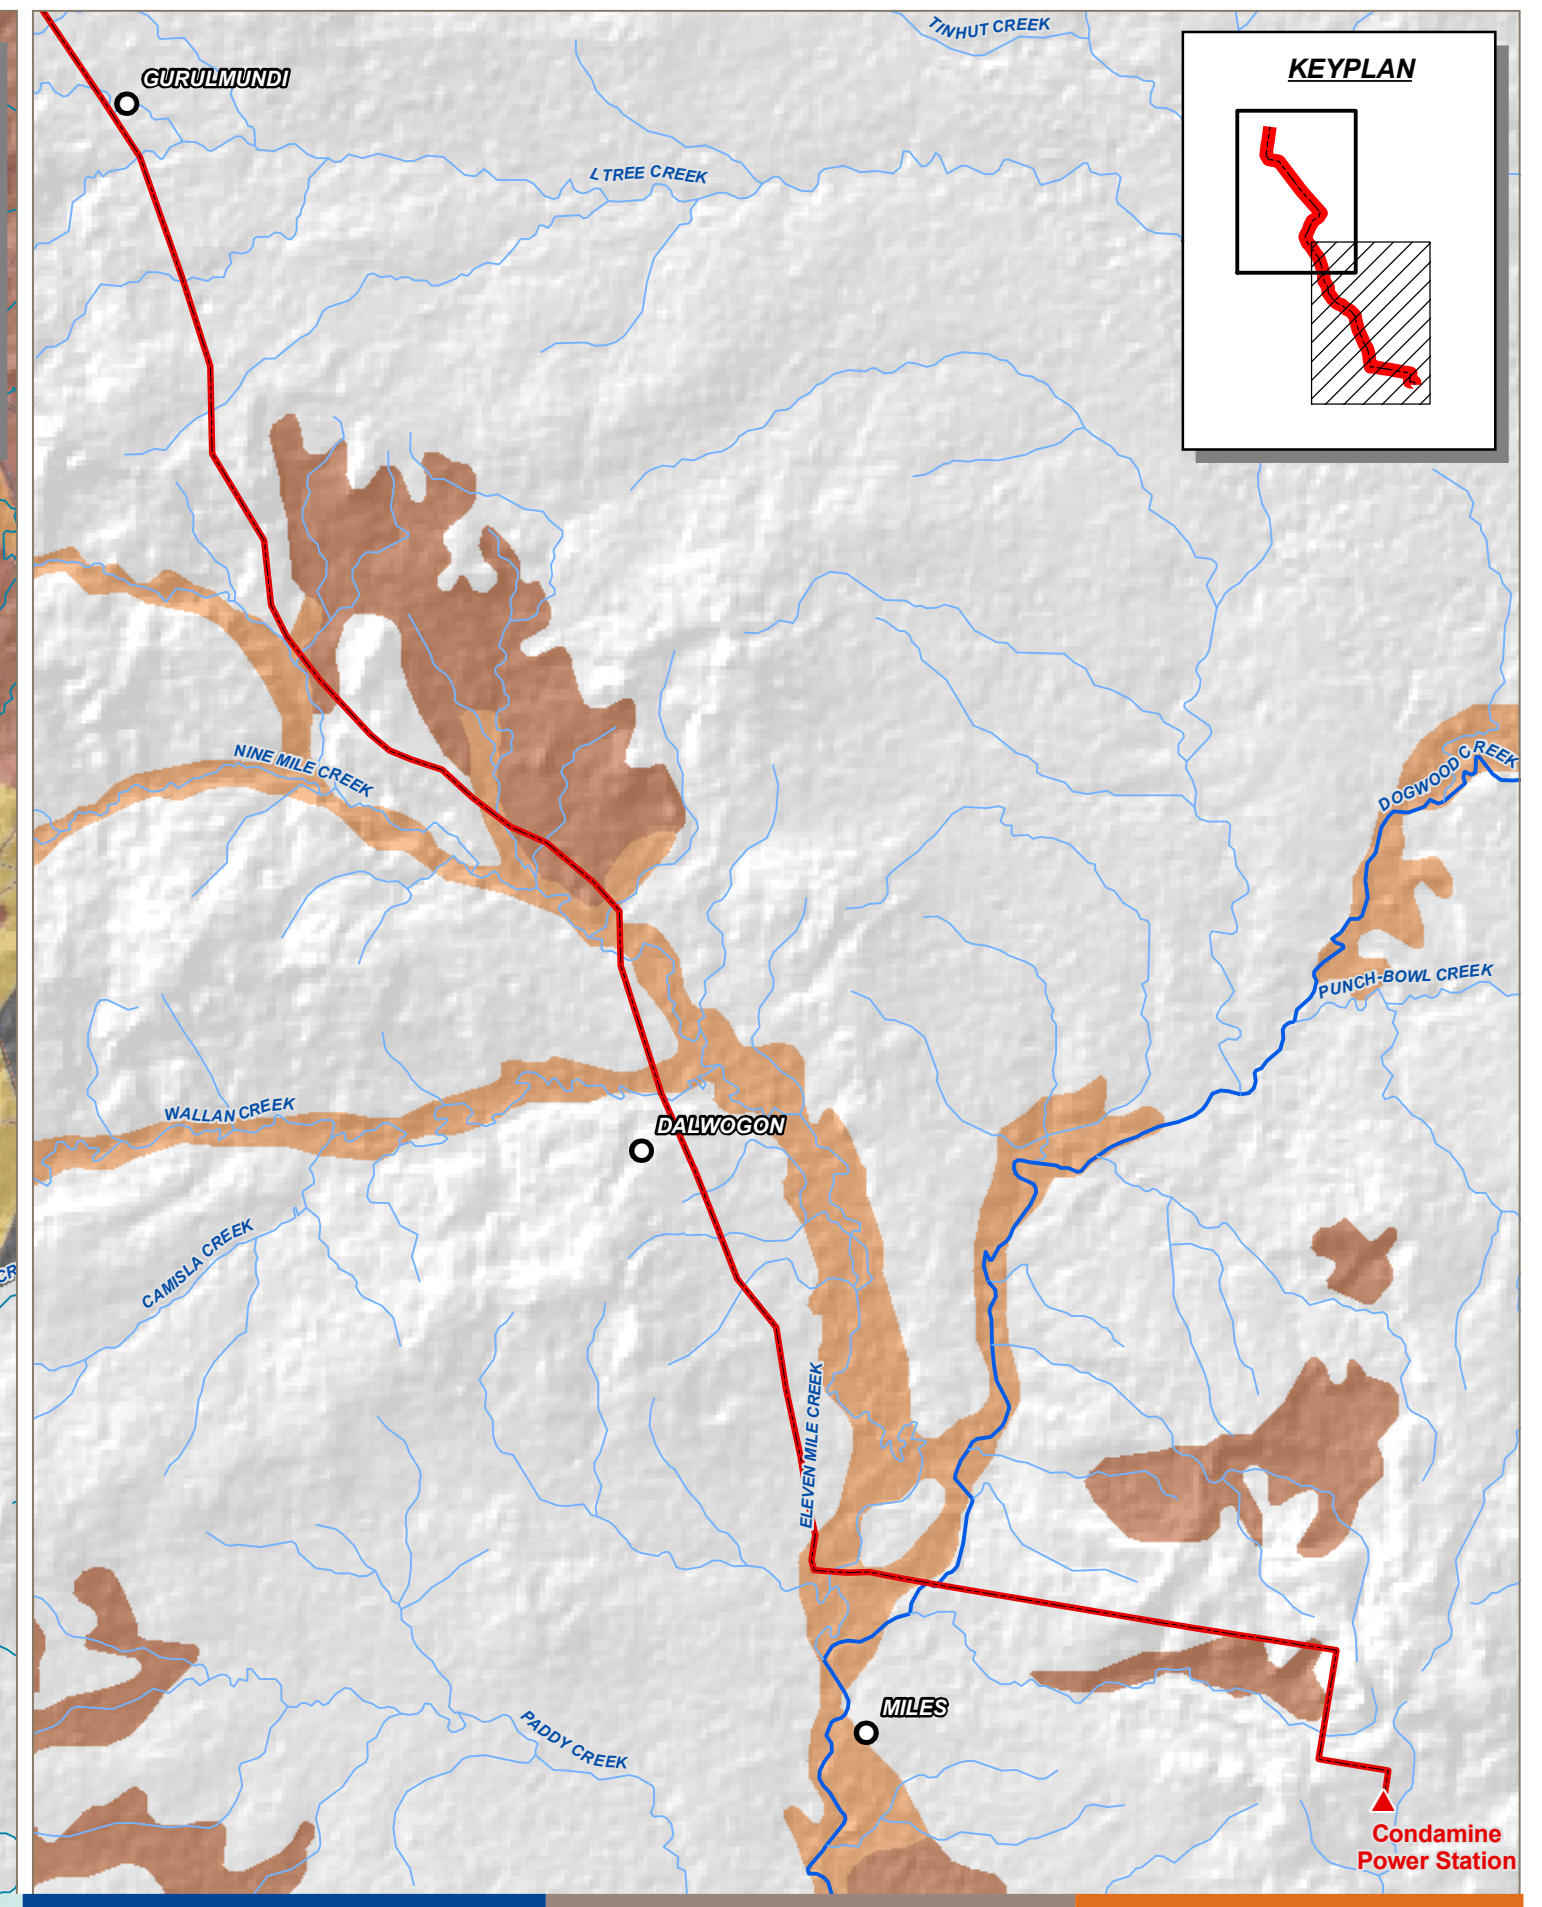 TINHUT CREEK
KEYPLAN
GURULMUNDI
L TREE CREEK
NINE MILE CREEK
DOGWOOD CREEK
PUNCH-BOWL CREEK
WALLAN CREEK
DALWOGON
CAMISLA CREEK
CR
ELEVEN MILE CREEK
MILES
PADDY CREEK
Condamine
Power Station